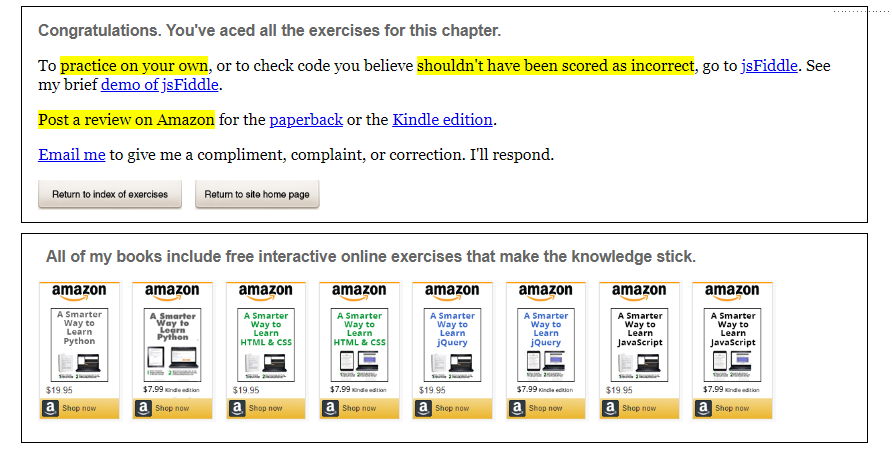 Congratulations. You've aced all the exercises for this chapter.
To practice on your own, or to check code you believe shouldn't have been scored as incorrect, go to jsFiddle. See
my brief demo of jsFiddle.
Post a review on Amazon for the paperback or the Kindle edition.
Email me to give me a compliment, complaint, or correction. I'll respond.
Return to index of exercises Return to site home page
All of my books include free interactive online exercises that make the knowledge stick.
amazon amazon amazon amazon amazon amazon amazon amazon
A Smarter A Smarter A Smarter A Smarter A Smarter A Smarter A Smarter A Smarter
Way to Way to Way to Way to Way to Way to Way to Way to
Learn Learn Learn Learn Learn Learn Learn Learn
Python Python HTML & CSS HTML & CSS jQuery jQuery JavaScript JavaScript
$19.95 $7.99 Kindle edition $19.95 $7.99 Kindle edition $19.95 $7.99 Kindle edition $19.95 $7.99 Kindle edition
a Shop now a Shop now a Shop now a Shop now a Shop now a Shop now a Shop now a Shop now